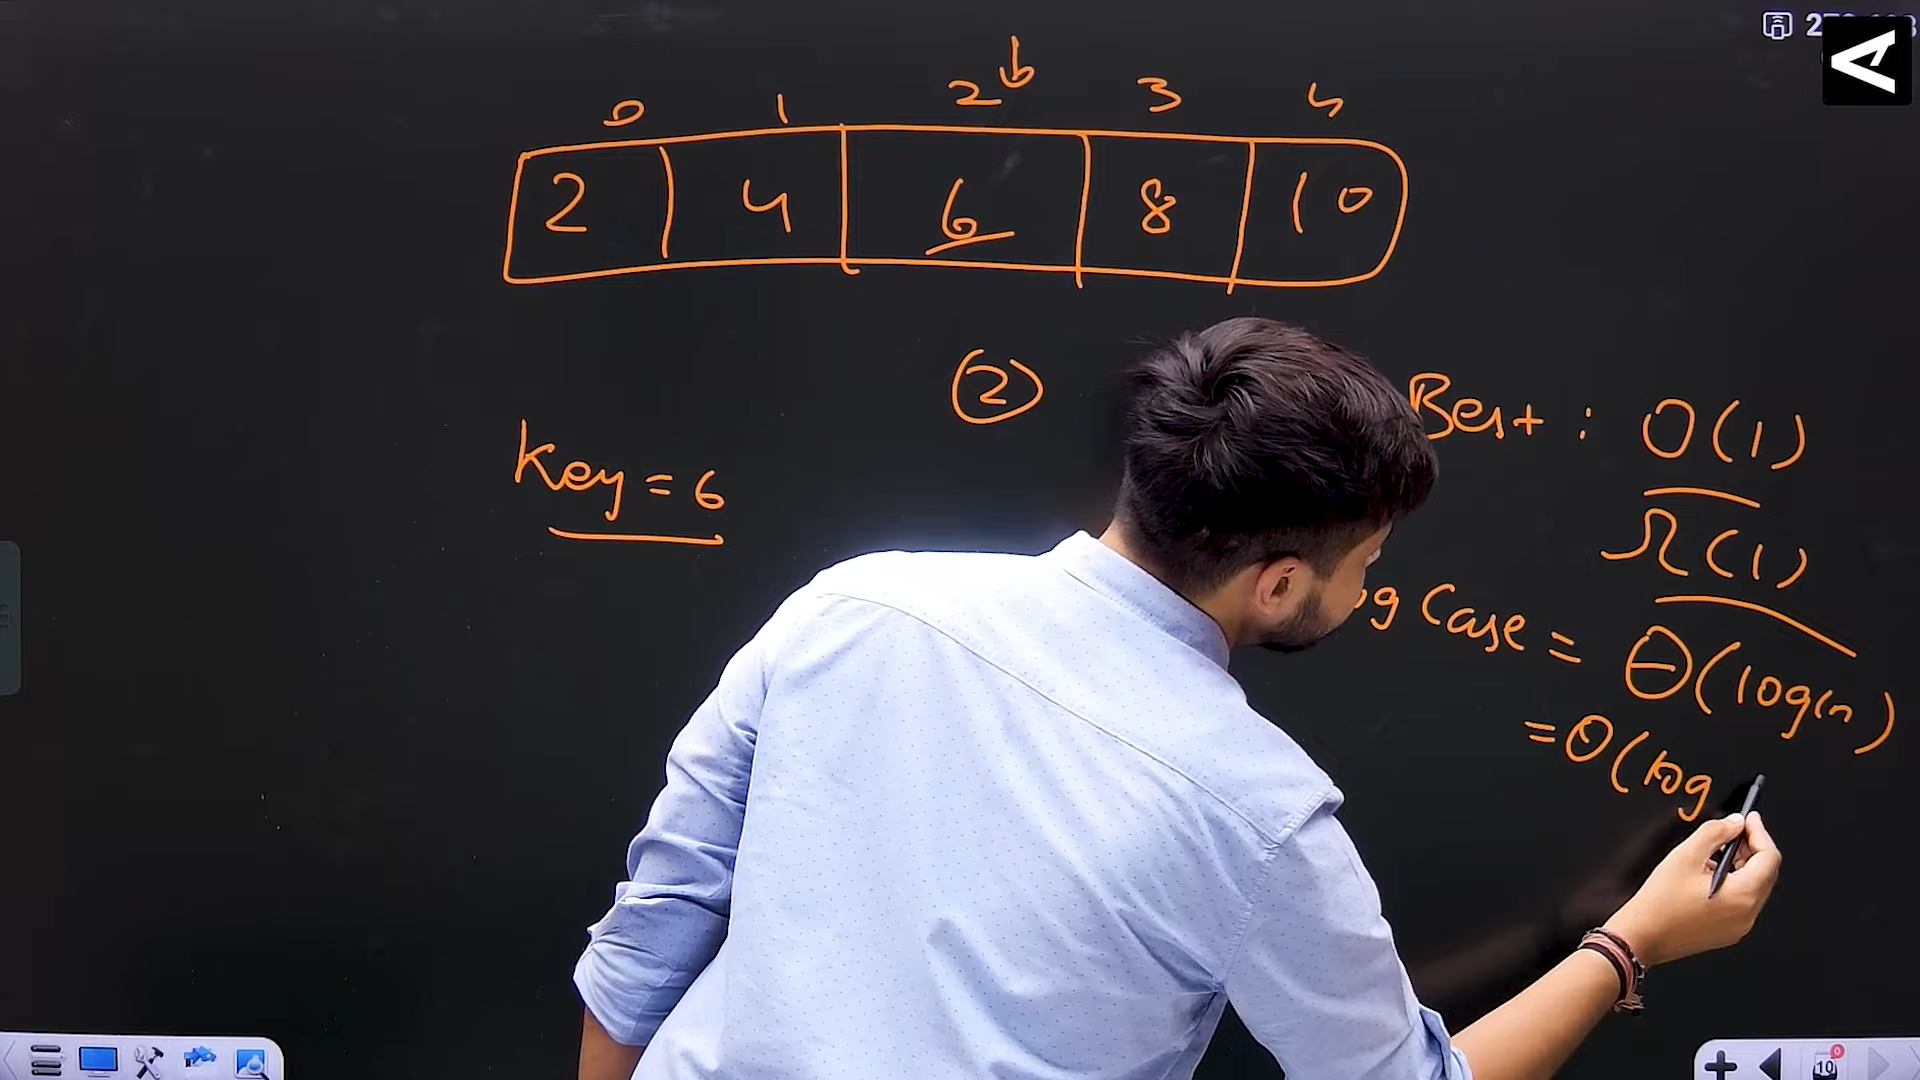 0 1 2 3 4
2 4 6 8 10
2
Key = 6
Best : O(1)
Ω(1)
Case = Θ(log(n)
= O(log
10